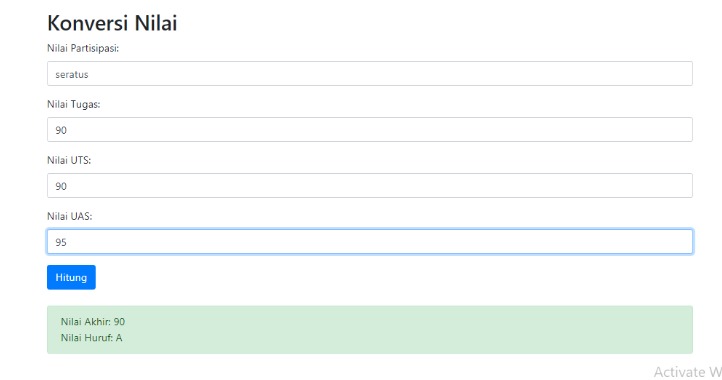 Konversi Nilai
Nilai Partisipasi:
seratus
Nilai Tugas:
90
Nilai UTS:
90
Nilai UAS:
95
Hitung
Nilai Akhir: 90
Nilai Huruf: A
Activate W